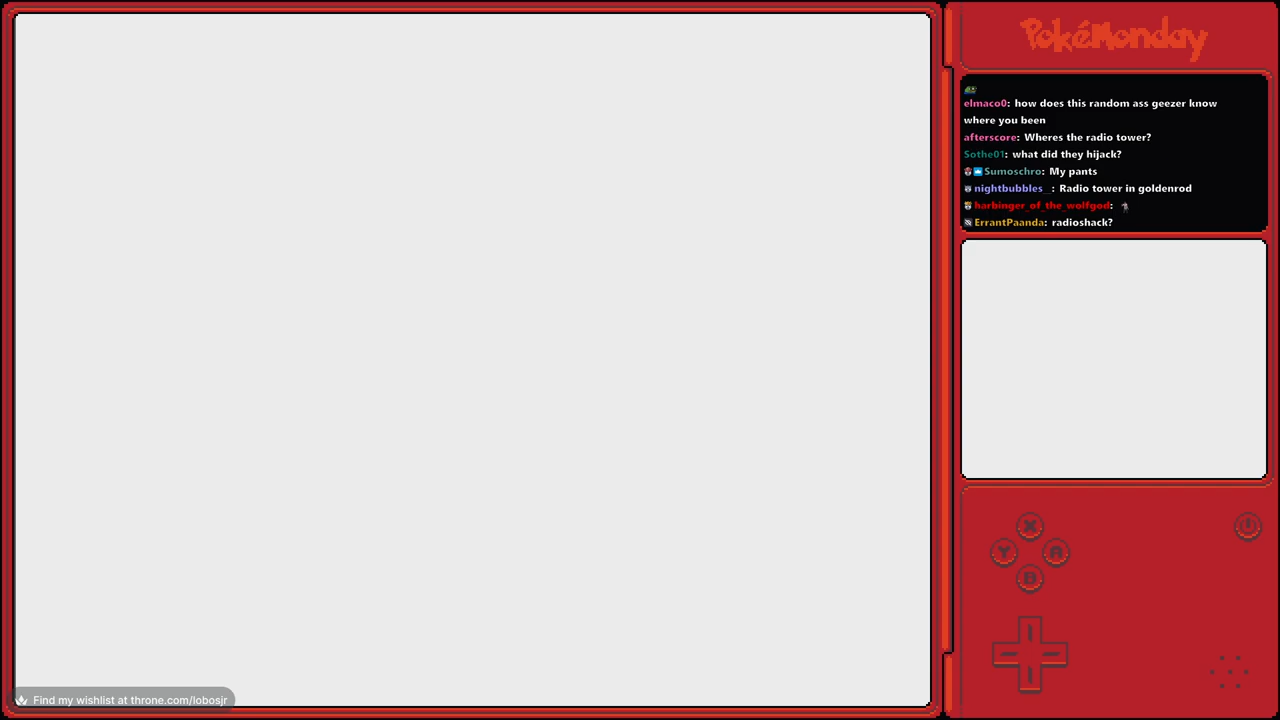 PokéMonday
elmaco0: how does this random ass geezer know
where you been
afterscore: Wheres the radio tower?
Sothe01: what did they hijack?
Sumoschro: My pants
nightbubbles_: Radio tower in goldenrod
harbinger_of_the_wolfgod:
ErrantPaanda: radioshack?
X
Y A
B
Find my wishlist at throne.com/lobosjr